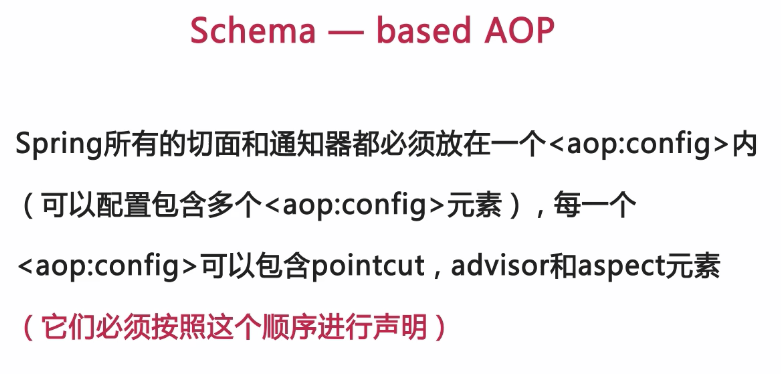 Schema — based AOP
Spring所有的切面和通知器都必须放在一个<aop:config>内
（可以配置包含多个<aop:config>元素），每一个
<aop:config>可以包含pointcut，advisor和aspect元素
（它们必须按照这个顺序进行声明）